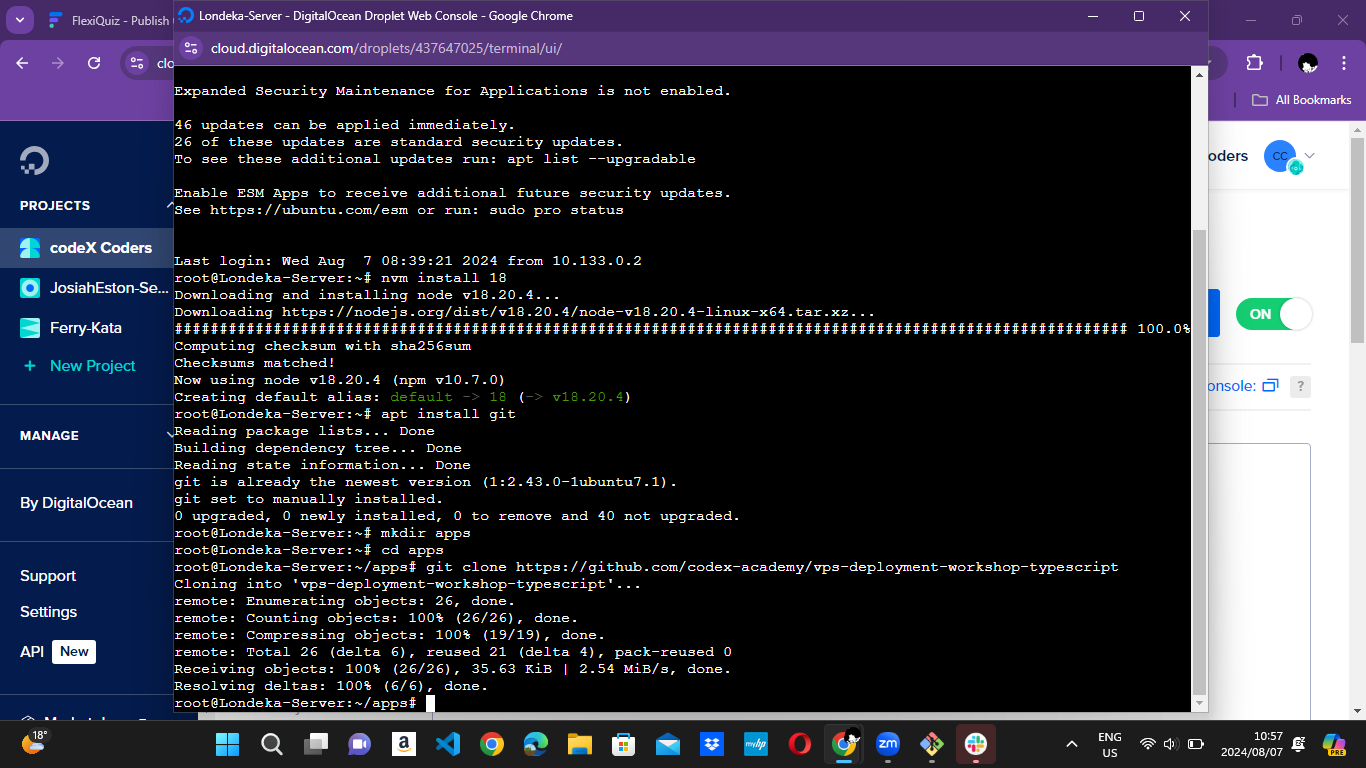 FlexiQuiz - Publish
Londeka-Server - DigitalOcean Droplet Web Console - Google Chrome
cloud.digitalocean.com/droplets/437647025/terminal/ui/
clo
All Bookmarks
PROJECTS
codeX Coders
JosiahEston-Se...
Ferry-Kata
+ New Project
MANAGE
By DigitalOcean
Support
Settings
API New
Expanded Security Maintenance for Applications is not enabled.
46 updates can be applied immediately.
26 of these updates are standard security updates.
To see these additional updates run: apt list --upgradable
Enable ESM Apps to receive additional future security updates.
See https://ubuntu.com/esm or run: sudo pro status
Last login: Wed Aug  7 08:39:21 2024 from 10.133.0.2
root@Londeka-Server:~# nvm install 18
Downloading and installing node v18.20.4...
Downloading https://nodejs.org/dist/v18.20.4/node-v18.20.4-linux-x64.tar.xz...
########################################################################################################## 100.0%
Computing checksum with sha256sum
Checksums matched!
Now using node v18.20.4 (npm v10.7.0)
Creating default alias: default -> 18 (-> v18.20.4)
root@Londeka-Server:~# apt install git
Reading package lists... Done
Building dependency tree... Done
Reading state information... Done
git is already the newest version (1:2.43.0-1ubuntu7.1).
git set to manually installed.
0 upgraded, 0 newly installed, 0 to remove and 40 not upgraded.
root@Londeka-Server:~# mkdir apps
root@Londeka-Server:~# cd apps
root@Londeka-Server:~/apps# git clone https://github.com/codex-academy/vps-deployment-workshop-typescript
Cloning into 'vps-deployment-workshop-typescript'...
remote: Enumerating objects: 26, done.
remote: Counting objects: 100% (26/26), done.
remote: Compressing objects: 100% (19/19), done.
remote: Total 26 (delta 6), reused 21 (delta 4), pack-reused 0
Receiving objects: 100% (26/26), 35.63 KiB | 2.54 MiB/s, done.
Resolving deltas: 100% (6/6), done.
root@Londeka-Server:~/apps#
oders CC
ON
onsole: ?
18°
a
myhp
zm
ENG
US
10:57
2024/08/07
PRE